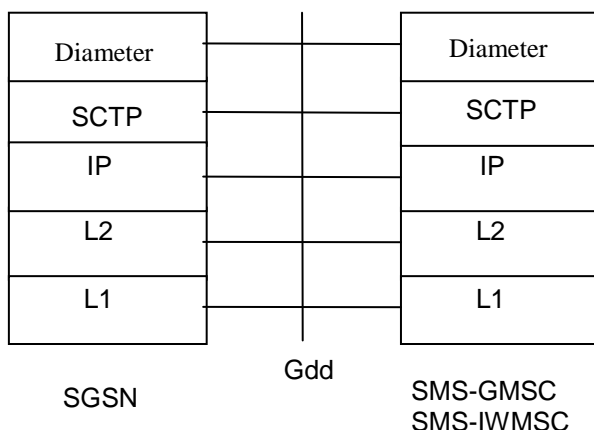 Diameter
SCTP
IP
L2
L1
Diameter
SCTP
IP
L2
L1
Gdd
SGSN
SMS-GMSC
SMS-IWMSC